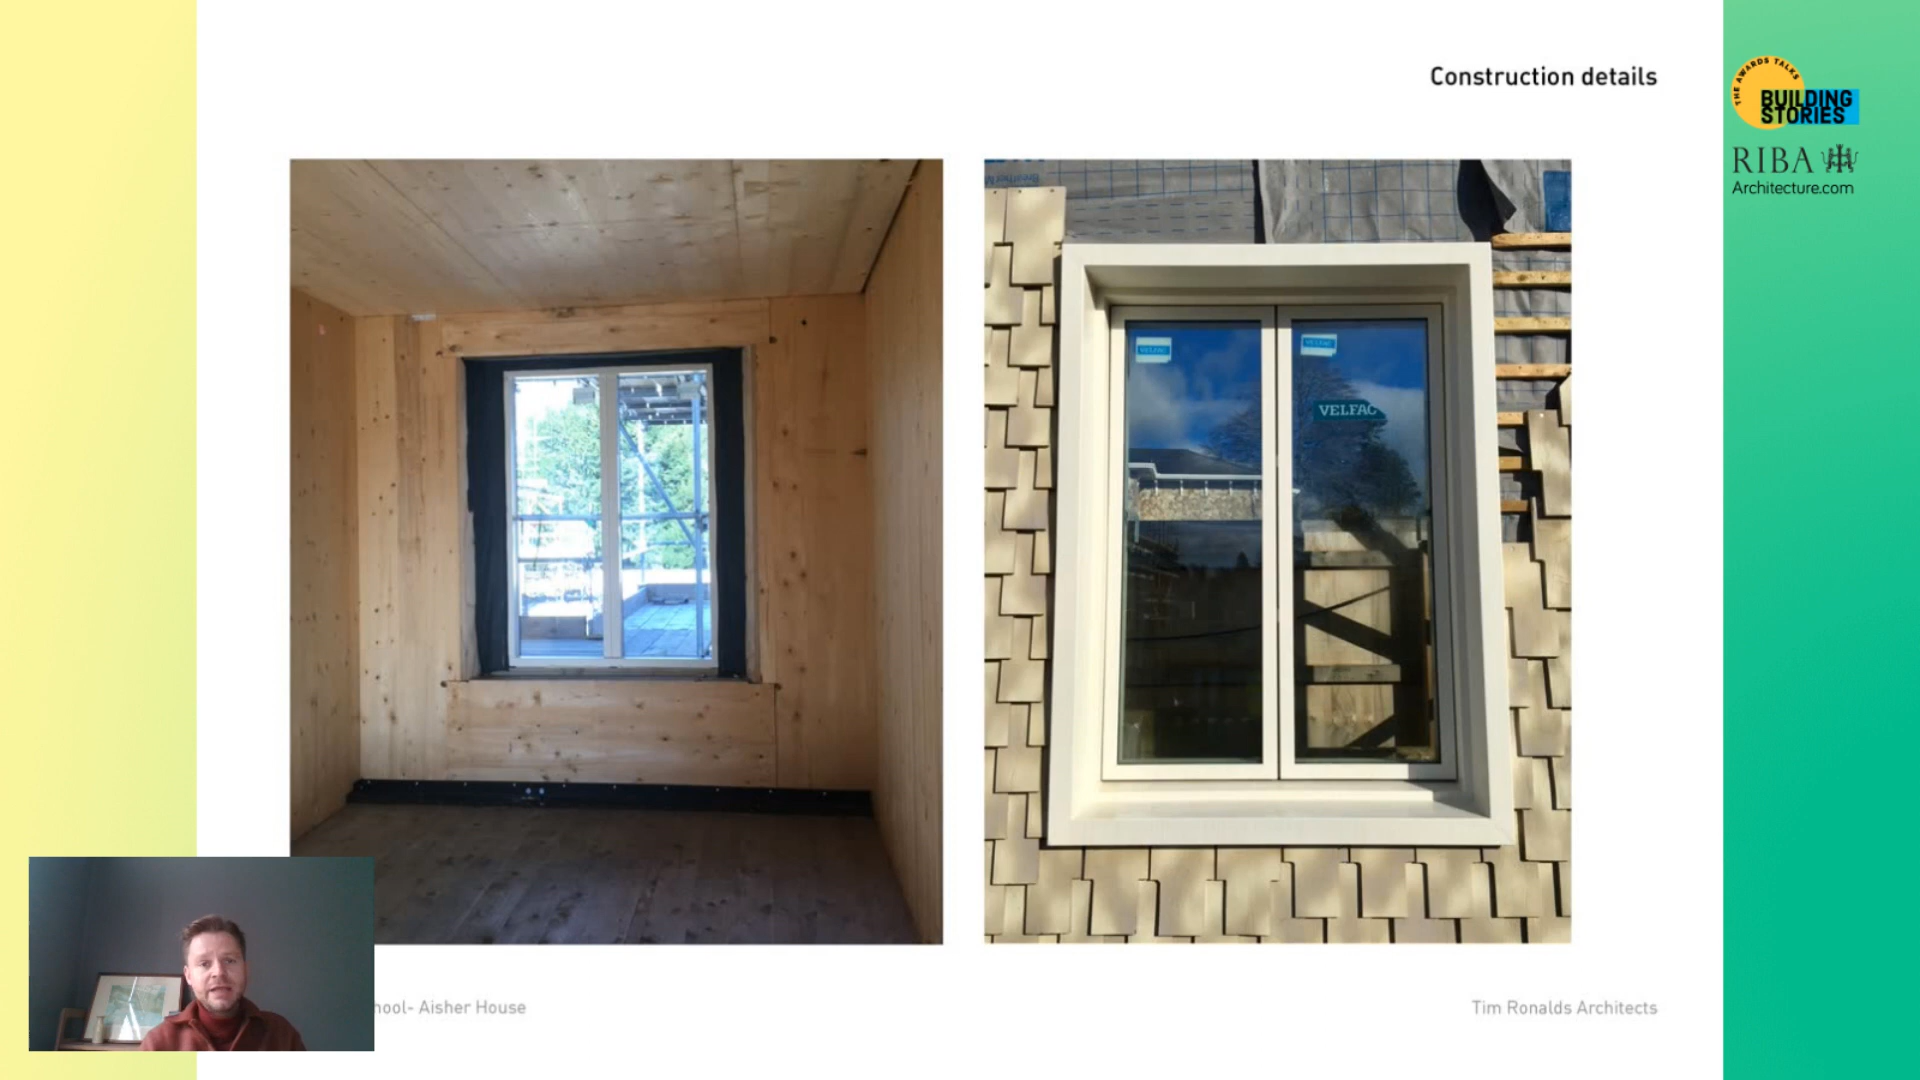 Construction details
THE AWARDS TALKS
BUILDING
STORIES
RIBA
Architecture.com
VELFAC
VELFAC
VELFAC
hool- Aisher House
Tim Ronalds Architects